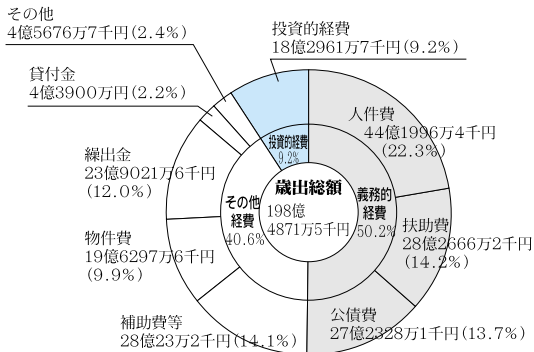 その他
4億5676万7千円(2.4%)
投資的経費
18億2961万7千円(9.2%)
貸付金
4億3900万円(2.2%)
人件費
44億1996万4千円
(22.3%)
繰出金
23億9021万6千円
(12.0%)
投資的経費
9.2%
歳出総額
198億
4871万5千円
義務的
経費
50.2%
その他
経費
40.6%
扶助費
28億2666万2千円
(14.2%)
物件費
19億6297万6千円
(9.9%)
公債費
27億2328万1千円(13.7%)
補助費等
28億23万2千円(14.1%)